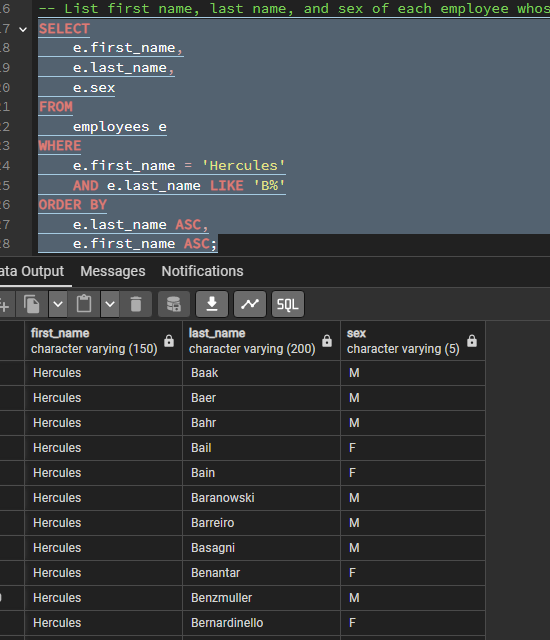 16 -- List first name, last name, and sex of each employee whos
17 SELECT
18 e.first_name,
19 e.last_name,
20 e.sex
21 FROM
22 employees e
23 WHERE
24 e.first_name = 'Hercules'
25 AND e.last_name LIKE 'B%'
26 ORDER BY
27 e.last_name ASC,
28 e.first_name ASC;
ata Output Messages Notifications
SQL
first_name last_name sex
character varying (150) character varying (200) character varying (5)
Hercules Baak M
Hercules Baer M
Hercules Bahr M
Hercules Bail F
Hercules Bain F
Hercules Baranowski M
Hercules Barreiro M
Hercules Basagni M
Hercules Benantar F
0 Hercules Benzmuller M
Hercules Bernardinello F